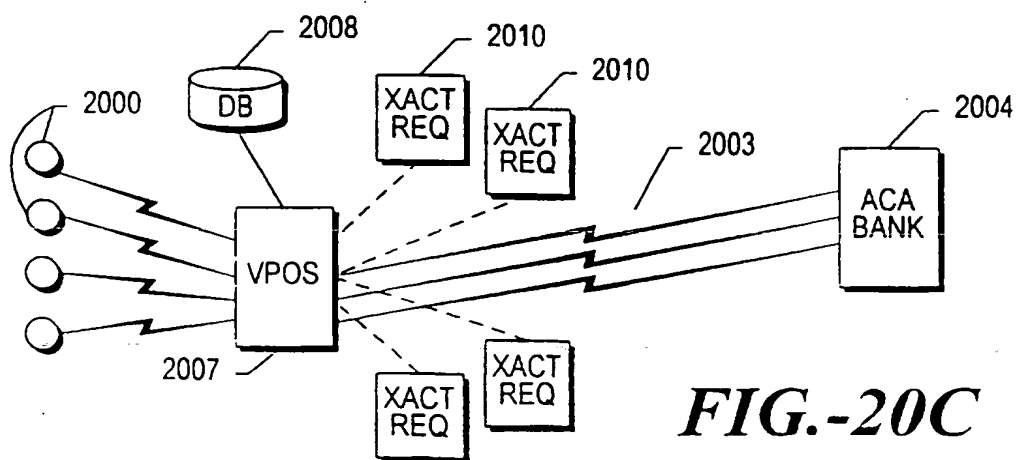 2008
2010
2010
2000
DB
XACT
REQ
XACT
REQ
2003
2004
ACA
BANK
VPOS
2007
XACT
REQ
XACT
REQ
FIG.-20C